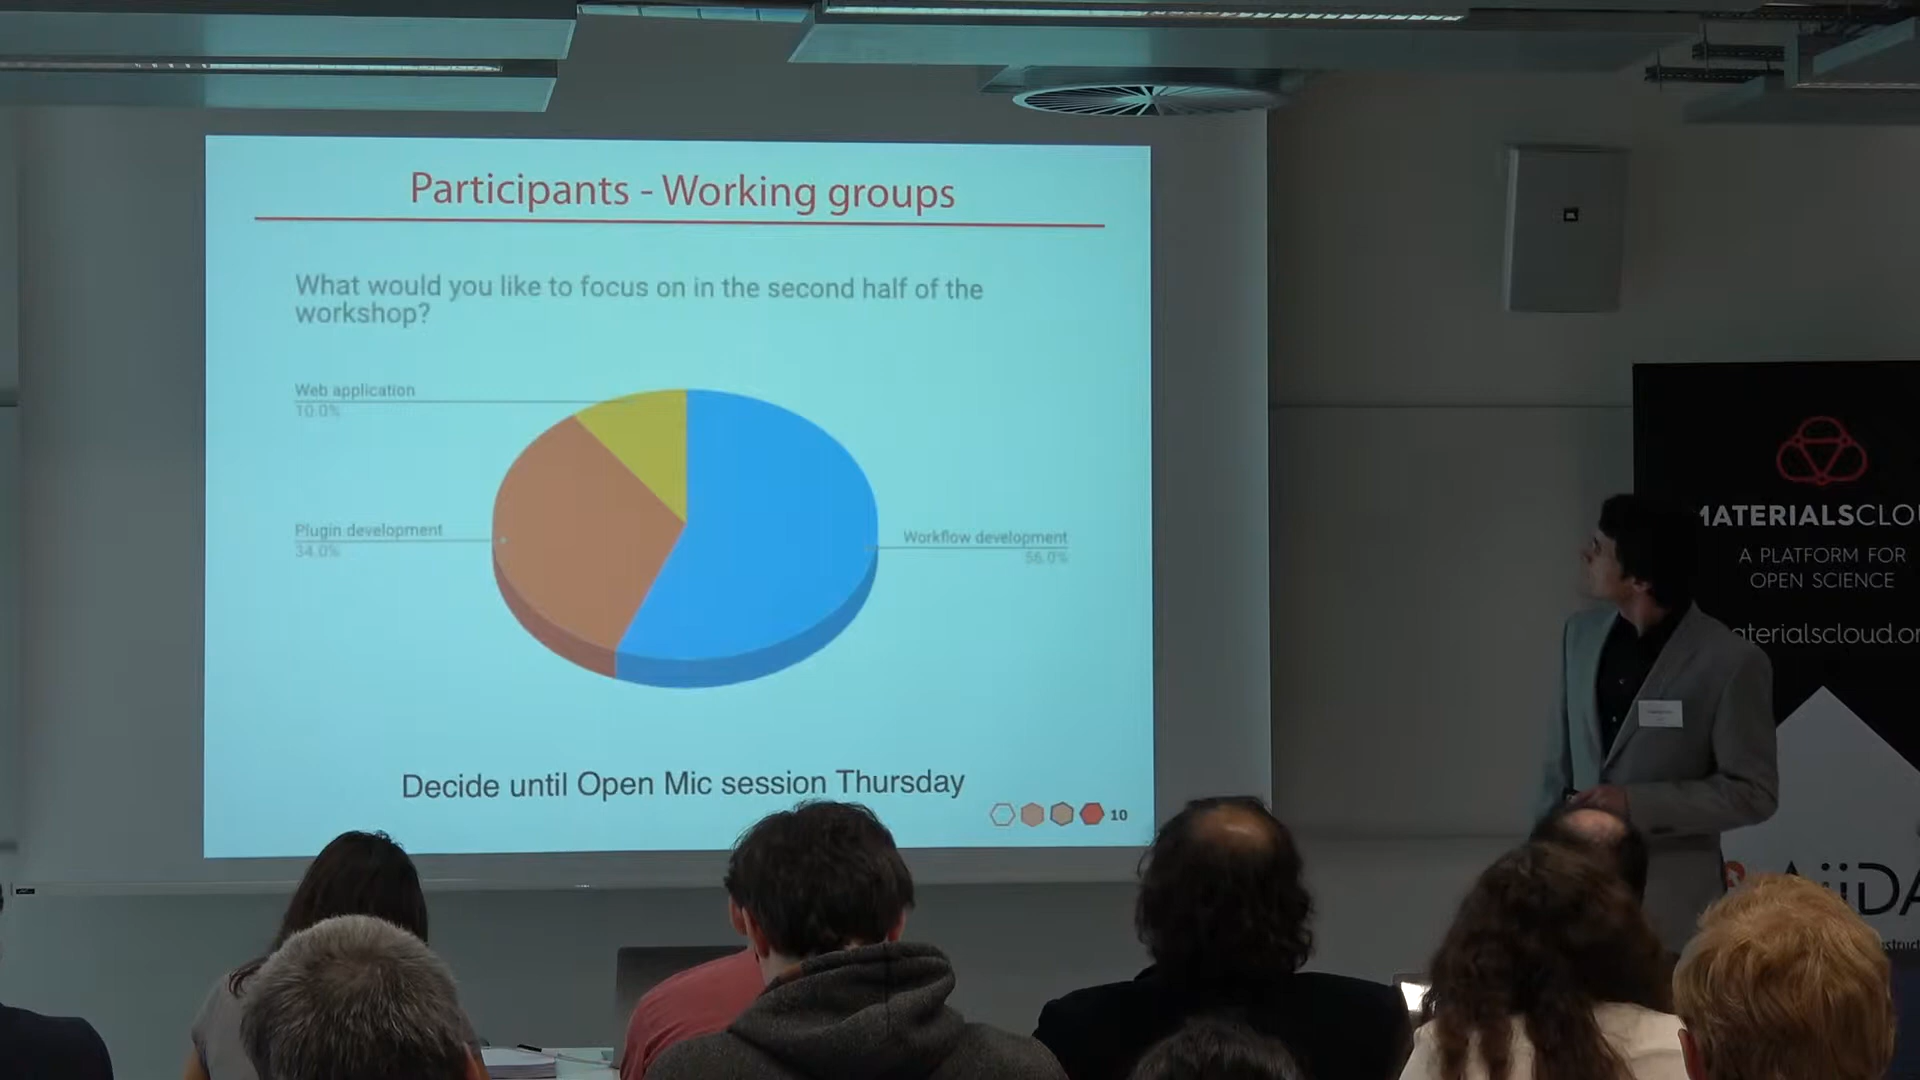 Participants - Working groups
What would you like to focus on in the second half of the
workshop?
Web application
10.0%
Plugin development
34.0%
Workflow development
56.0%
Decide until Open Mic session Thursday
10
MATERIALSCLO
A PLATFORM FOR
OPEN SCIENCE
aterialscloud.or
AiiDA